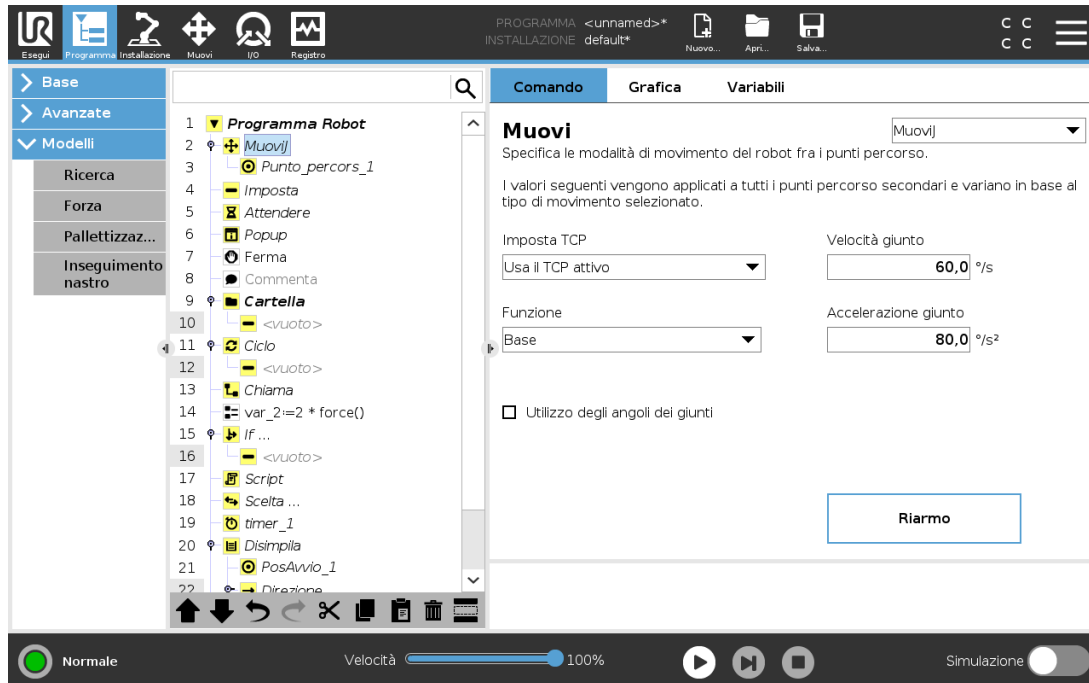 UR
PROGRAMMA <unnamed>*
INSTALLAZIONE default*
Esegui Programma Installazione Muovi I/O Registro
Nuovo... Apri... Salva...
C C
C C
Base
Avanzate
Modelli
Ricerca
Forza
Pallettizzaz...
Inseguimento
nastro
1 Programma Robot
2 MuoviJ
3 Punto_percors_1
4 Imposta
5 Attendere
6 Popup
7 Ferma
8 Commenta
9 Cartella
10 <vuoto>
11 Ciclo
12 <vuoto>
13 Chiama
14 var_2:=2 * force()
15 If ...
16 <vuoto>
17 Script
18 Scelta ...
19 timer_1
20 Disimpila
21 PosAvvio_1
22 Direzione
Comando Grafica Variabili
Muovi
MuoviJ
Specifica le modalità di movimento del robot fra i punti percorso.
I valori seguenti vengono applicati a tutti i punti percorso secondari e variano in base al
tipo di movimento selezionato.
Imposta TCP
Usa il TCP attivo
Velocità giunto
60,0 °/s
Funzione
Base
Accelerazione giunto
80,0 °/s²
Utilizzo degli angoli dei giunti
Riarmo
Normale
Velocità 100%
Simulazione